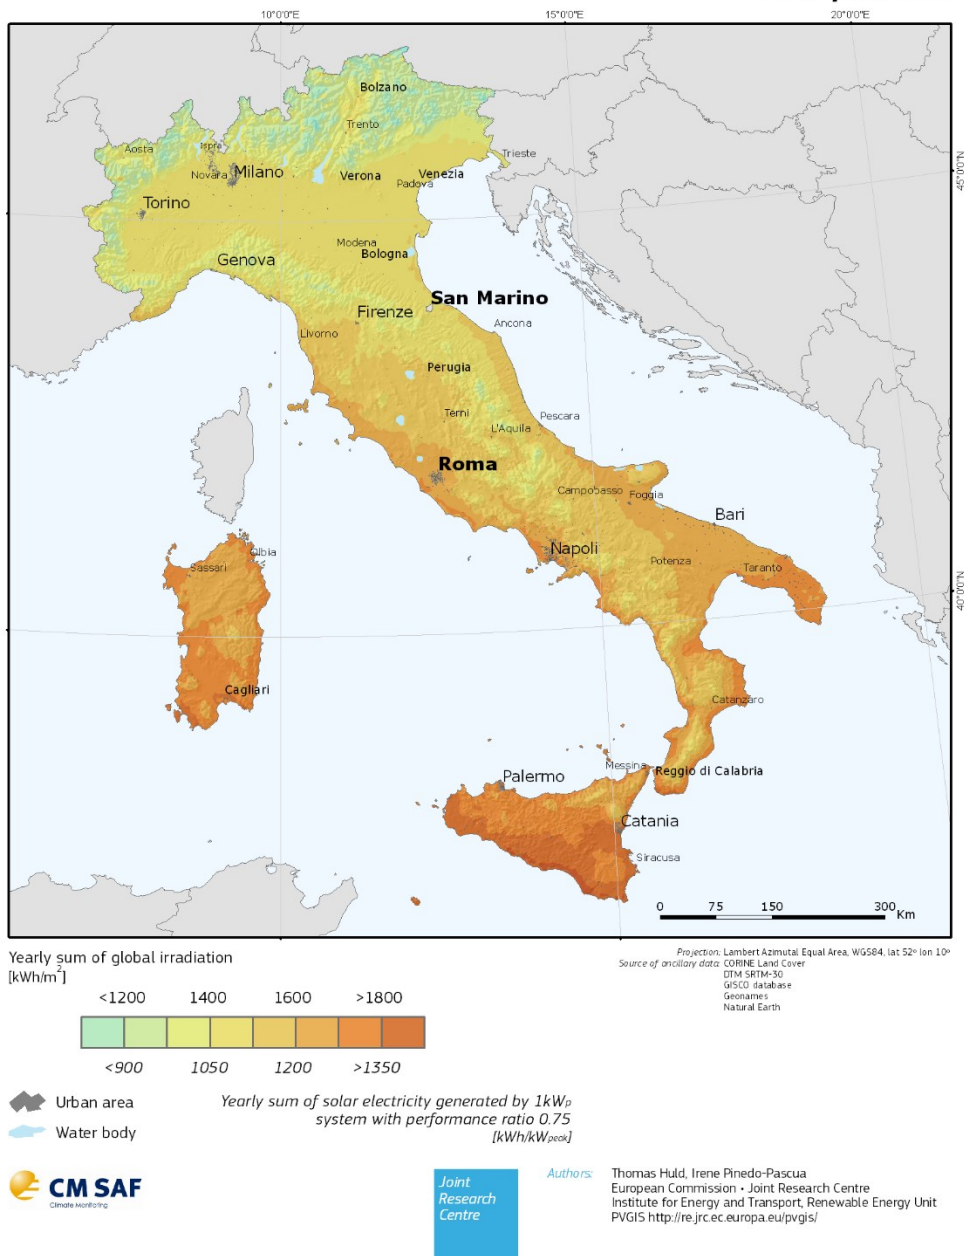 10°0'0"E
15°0'0"E
20°0'0"E
Bolzano
Trento
Aosta
Ispra
Trieste
45°0'0"N
Novara
Milano
Verona
Venezia
Padova
Torino
Modena
Bologna
Genova
San Marino
Firenze
Ancona
Livorno
Perugia
Terni
Pescara
L'Aquila
Roma
Campobasso
Foggia
Bari
Olbia
Napoli
Sassari
Potenza
Taranto
40°0'0"N
Cagliari
Catanzaro
Messina
Reggio di Calabria
Palermo
Catania
Siracusa
0 75 150 300 Km
Yearly sum of global irradiation
[kWh/m²]
<1200 1400 1600 >1800
<900 1050 1200 >1350
Urban area
Water body
Yearly sum of solar electricity generated by 1kWp
system with performance ratio 0.75
[kWh/kWpeak]
Projection: Lambert Azimutal Equal Area, WGS84, lat 52º lon 10º
Source of ancillary data: CORINE Land Cover
DTM SRTM-30
GISCO database
Geonames
Natural Earth
CM SAF
Climate Monitoring
Joint
Research
Centre
Authors: Thomas Huld, Irene Pinedo-Pascua
European Commission • Joint Research Centre
Institute for Energy and Transport, Renewable Energy Unit
PVGIS http://re.jrc.ec.europa.eu/pvgis/